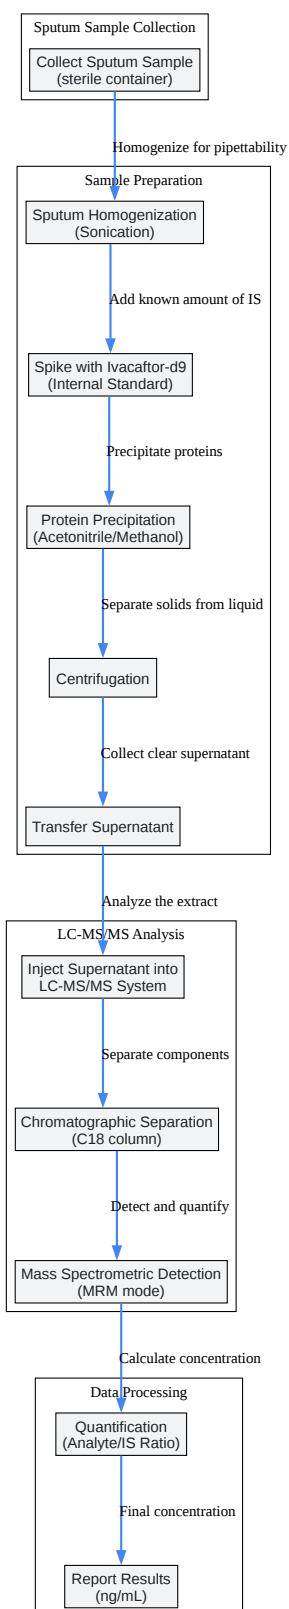 Sputum Sample Collection
Collect Sputum Sample
(sterile container)
Homogenize for pipettability
Sample Preparation
Sputum Homogenization
(Sonication)
Add known amount of IS
Spike with Ivacaftor-d9
(Internal Standard)
Precipitate proteins
Protein Precipitation
(Acetonitrile/Methanol)
Separate solids from liquid
Centrifugation
Collect clear supernatant
Transfer Supernatant
Analyze the extract
LC-MS/MS Analysis
Inject Supernatant into
LC-MS/MS System
Separate components
Chromatographic Separation
(C18 column)
Detect and quantify
Mass Spectrometric Detection
(MRM mode)
Calculate concentration
Data Processing
Quantification
(Analyte/IS Ratio)
Final concentration
Report Results
(ng/mL)